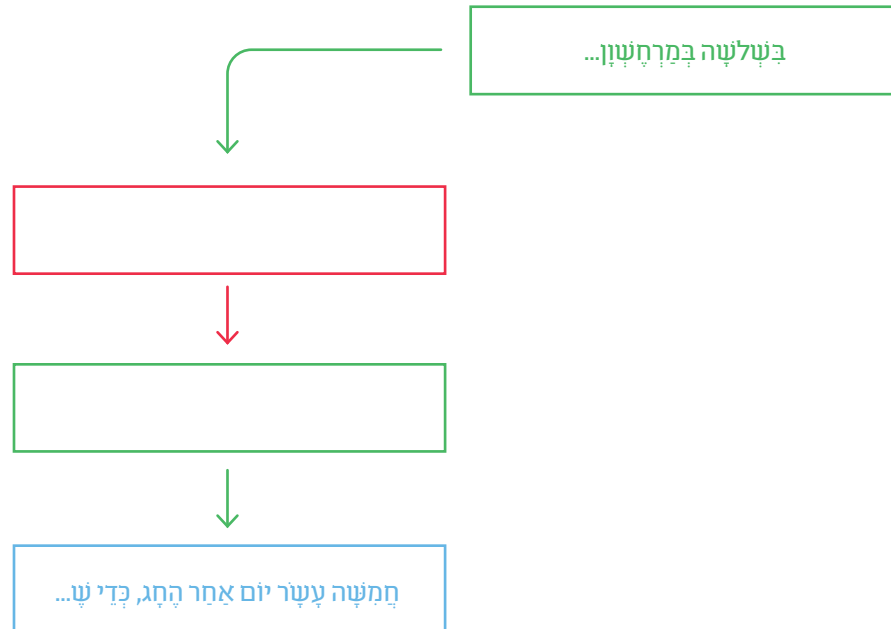 בִּשְׁלֹשָׁה בְּמַרְחֶשְׁוָן...
חֲמִשָּׁה עָשָׂר יוֹם אַחַר הֶחָג, כְּדֵי שֶׁ...